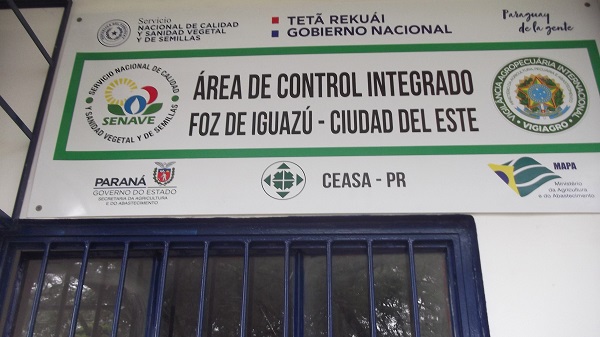 Servicio
NACIONAL DE CALIDAD
Y SANIDAD VEGETAL
Y DE SEMILLAS
TETÃ REKUÁI
GOBIERNO NACIONAL
Paraguay
de la gente
SERVICIO NACIONAL DE CALIDAD
Y SANIDAD VEGETAL Y DE SEMILLAS
SENAVE
ÁREA DE CONTROL INTEGRADO
FOZ DE IGUAZÚ - CIUDAD DEL ESTE
VIGILÂNCIA AGROPECUÁRIA INTERNACIONAL
VIGIAGRO
PARANÁ
GOVERNO DO ESTADO
SECRETARIA DA AGRICULTURA
E DO ABASTECIMENTO
CEASA - PR
MAPA
Ministério
da Agricultura
e do Abastecimento